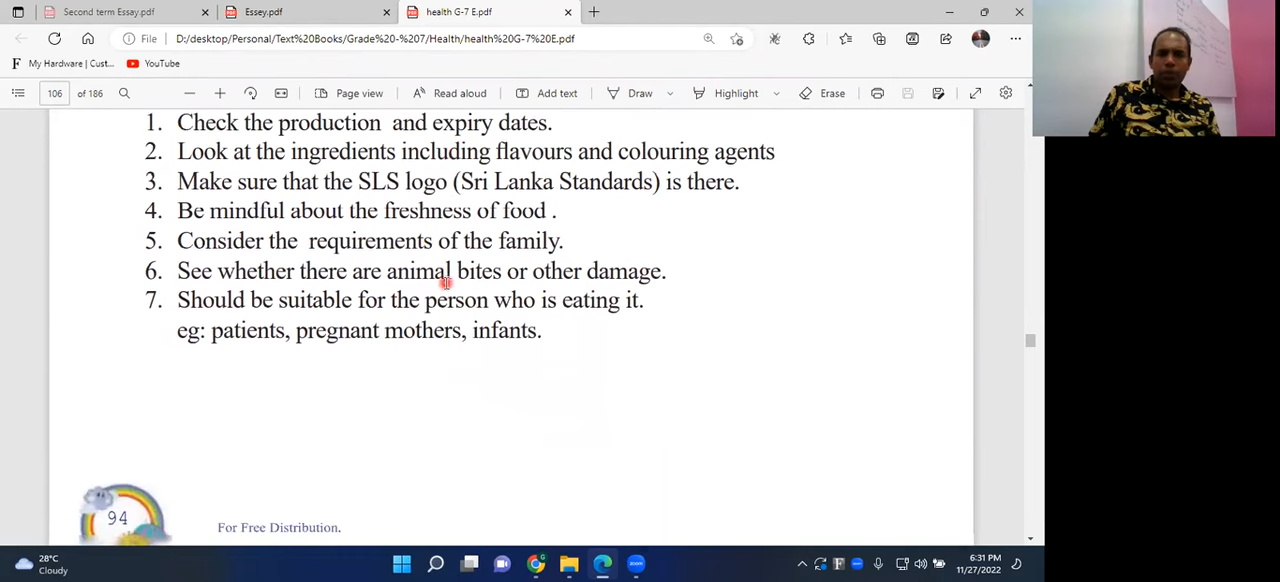 Second term Essay.pdf
Essey.pdf
health G-7 E.pdf
File
D:/desktop/Personal/Text%20Books/Grade%20-%207/Health/health%20G-7%20E.pdf
My Hardware | Cust...
YouTube
106 of 186
Page view
Read aloud
Add text
Draw
Highlight
Erase
1. Check the production and expiry dates.
2. Look at the ingredients including flavours and colouring agents
3. Make sure that the SLS logo (Sri Lanka Standards) is there.
4. Be mindful about the freshness of food .
5. Consider the requirements of the family.
6. See whether there are animal bites or other damage.
7. Should be suitable for the person who is eating it.
eg: patients, pregnant mothers, infants.
94
For Free Distribution.
28°C
Cloudy
6:31 PM
11/27/2022